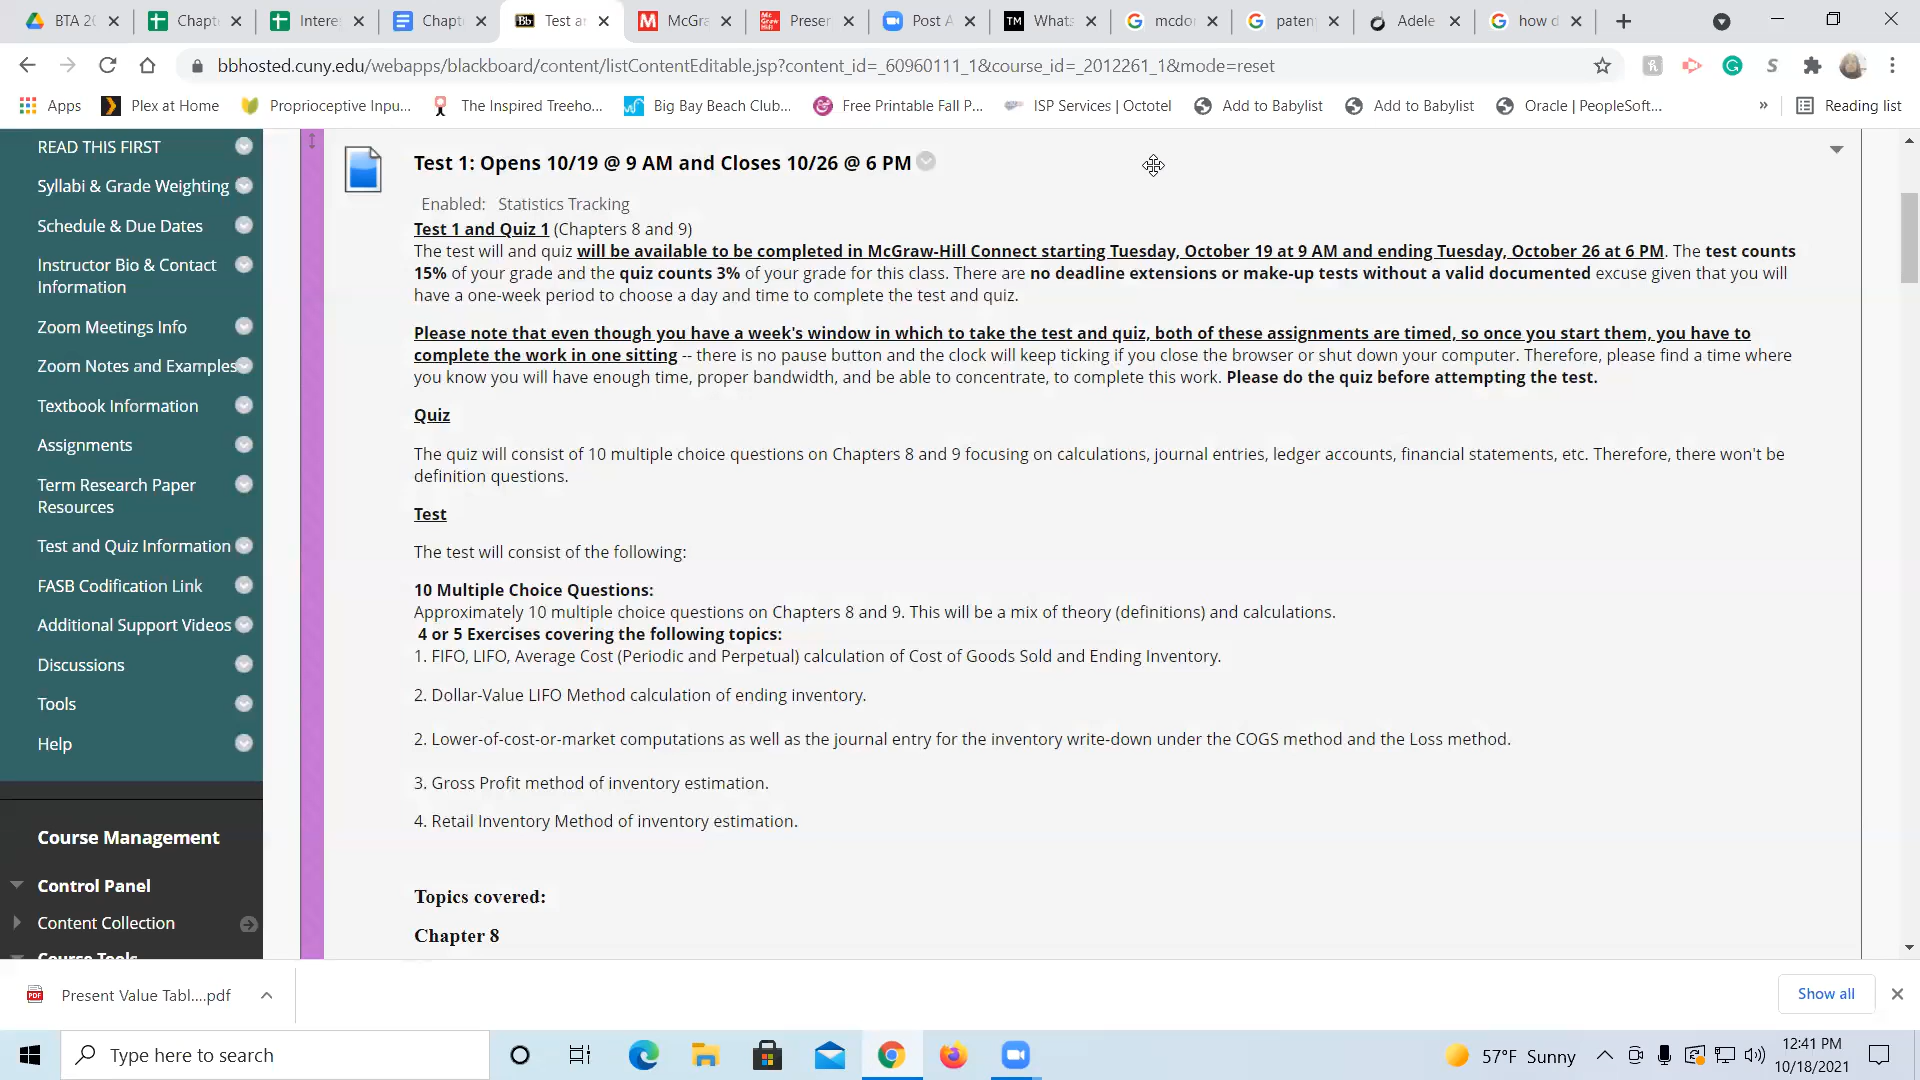 BTA 20
Chapt
Intere
Chapt
Bb
Test an
M
McGra
Mc Graw Hill
Presen
Post A
TM
Whats
mcdon
paten
Adele
how d
bbhosted.cuny.edu/webapps/blackboard/content/listContentEditable.jsp?content_id=_60960111_1&course_id=_2012261_1&mode=reset
Apps
Plex at Home
Proprioceptive Inpu...
The Inspired Treeho...
Big Bay Beach Club...
Free Printable Fall P...
ISP Services | Octotel
Add to Babylist
Add to Babylist
Oracle | PeopleSoft...
»
Reading list
READ THIS FIRST
Syllabi & Grade Weighting
Schedule & Due Dates
Instructor Bio & Contact
Information
Zoom Meetings Info
Zoom Notes and Examples
Textbook Information
Assignments
Term Research Paper
Resources
Test and Quiz Information
FASB Codification Link
Additional Support Videos
Discussions
Tools
Help
Course Management
Control Panel
Content Collection
Course Tools
Test 1: Opens 10/19 @ 9 AM and Closes 10/26 @ 6 PM
Enabled: Statistics Tracking
Test 1 and Quiz 1 (Chapters 8 and 9)
The test will and quiz will be available to be completed in McGraw-Hill Connect starting Tuesday, October 19 at 9 AM and ending Tuesday, October 26 at 6 PM. The test counts
15% of your grade and the quiz counts 3% of your grade for this class. There are no deadline extensions or make-up tests without a valid documented excuse given that you will
have a one-week period to choose a day and time to complete the test and quiz.
Please note that even though you have a week's window in which to take the test and quiz, both of these assignments are timed, so once you start them, you have to
complete the work in one sitting -- there is no pause button and the clock will keep ticking if you close the browser or shut down your computer. Therefore, please find a time where
you know you will have enough time, proper bandwidth, and be able to concentrate, to complete this work. Please do the quiz before attempting the test.
Quiz
The quiz will consist of 10 multiple choice questions on Chapters 8 and 9 focusing on calculations, journal entries, ledger accounts, financial statements, etc. Therefore, there won't be
definition questions.
Test
The test will consist of the following:
10 Multiple Choice Questions:
Approximately 10 multiple choice questions on Chapters 8 and 9. This will be a mix of theory (definitions) and calculations.
4 or 5 Exercises covering the following topics:
1. FIFO, LIFO, Average Cost (Periodic and Perpetual) calculation of Cost of Goods Sold and Ending Inventory.
2. Dollar-Value LIFO Method calculation of ending inventory.
2. Lower-of-cost-or-market computations as well as the journal entry for the inventory write-down under the COGS method and the Loss method.
3. Gross Profit method of inventory estimation.
4. Retail Inventory Method of inventory estimation.
Topics covered:
Chapter 8
PDF
Present Value Tabl....pdf
Show all
Type here to search
57°F Sunny
12:41 PM
10/18/2021